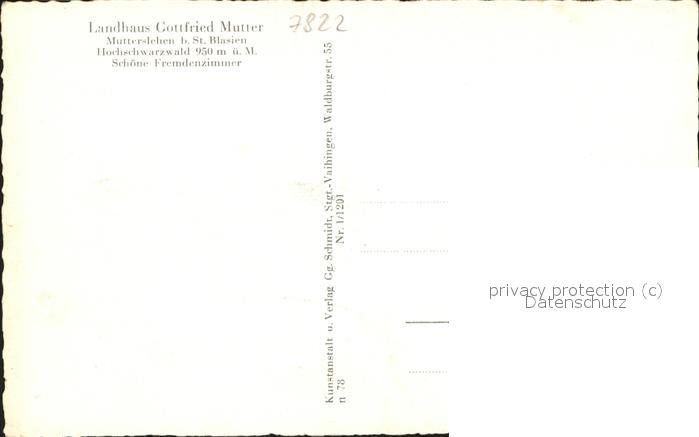 Landhaus Gottfried Mutter
Mutterslehen b. St. Blasien
Hochschwarzwald 950 m ü. M.
Schöne Fremdenzimmer
7822
Kunstanstalt u. Verlag Gg. Schmidt, Stgt.-Vaihingen, Waldburgstr. 55
Nr. 1/1201
n 78
privacy protection (c)
Datenschutz